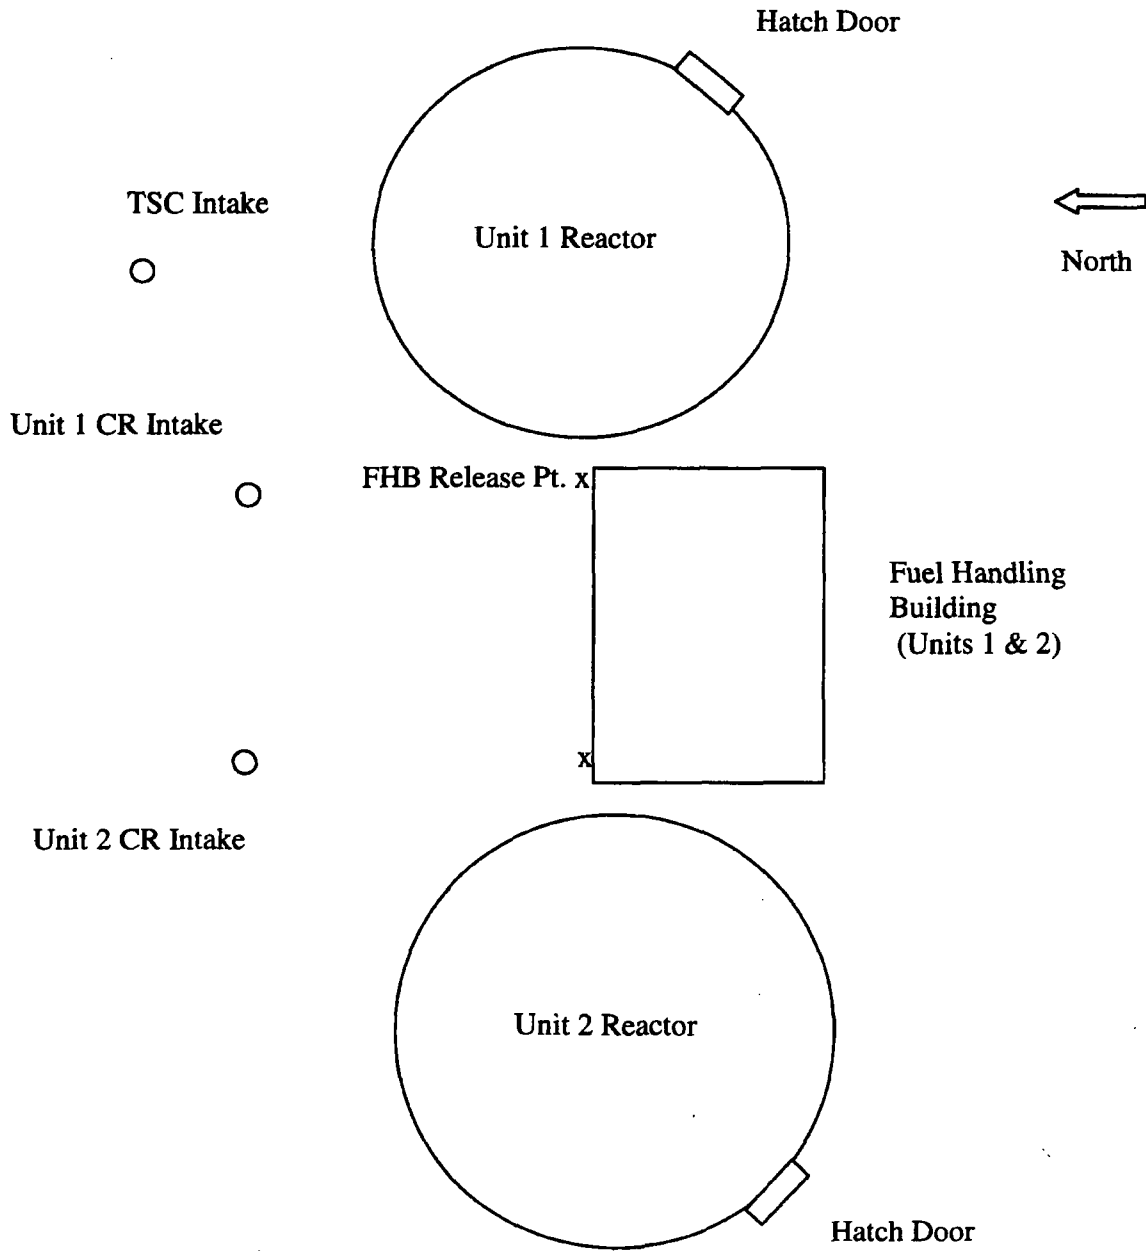 Hatch Door
TSC Intake
Unit 1 Reactor
North
Unit 1 CR Intake
FHB Release Pt. x
Fuel Handling
Building
(Units 1 & 2)
x
Unit 2 CR Intake
Unit 2 Reactor
Hatch Door